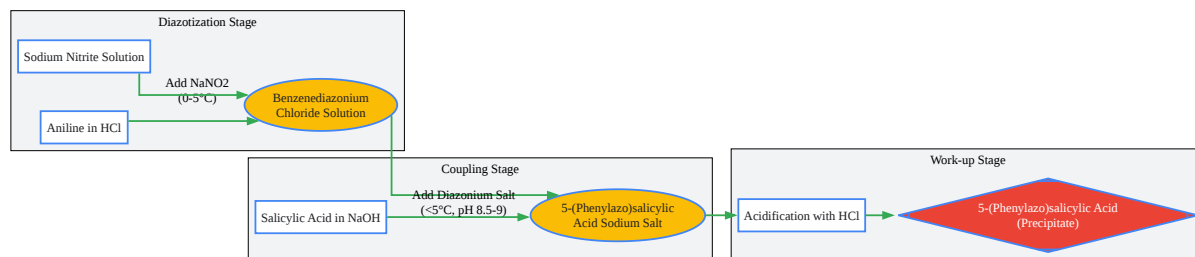 Diazotization Stage
Sodium Nitrite Solution
Add NaNO2
(0-5°C)
Benzenediazonium
Chloride Solution
Aniline in HCl
Coupling Stage
Add Diazonium Salt
(<5°C, pH 8.5-9)
Salicylic Acid in NaOH
5-(Phenylazo)salicylic
Acid Sodium Salt
Work-up Stage
Acidification with HCl
5-(Phenylazo)salicylic Acid
(Precipitate)